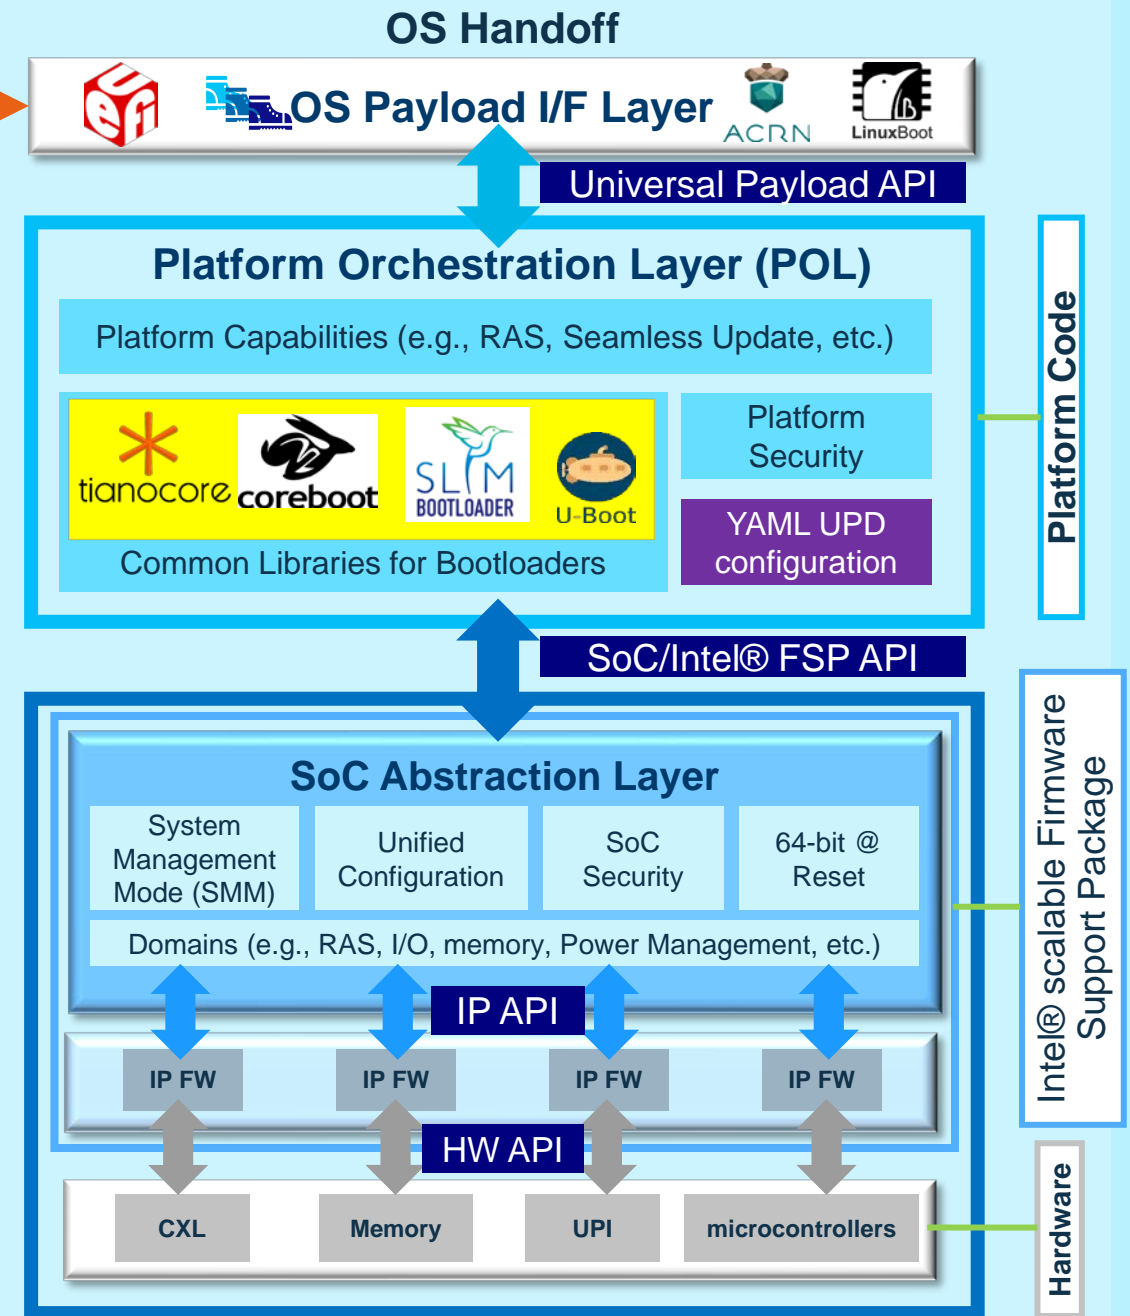 OS Handoff
uefi
OS Payload I/F Layer
ACRN
B
LinuxBoot
Universal Payload API
Platform Orchestration Layer (POL)
Platform Capabilities (e.g., RAS, Seamless Update, etc.)
tianocore
coreboot
SLIM
BOOTLOADER
U-Boot
Common Libraries for Bootloaders
Platform
Security
YAML UPD
configuration
Platform Code
SoC/Intel® FSP API
SoC Abstraction Layer
System
Management
Mode (SMM)
Unified
Configuration
SoC
Security
64-bit @
Reset
Domains (e.g., RAS, I/O, memory, Power Management, etc.)
IP API
IP FW
IP FW
IP FW
IP FW
Intel® scalable Firmware
Support Package
HW API
CXL
Memory
UPI
microcontrollers
Hardware